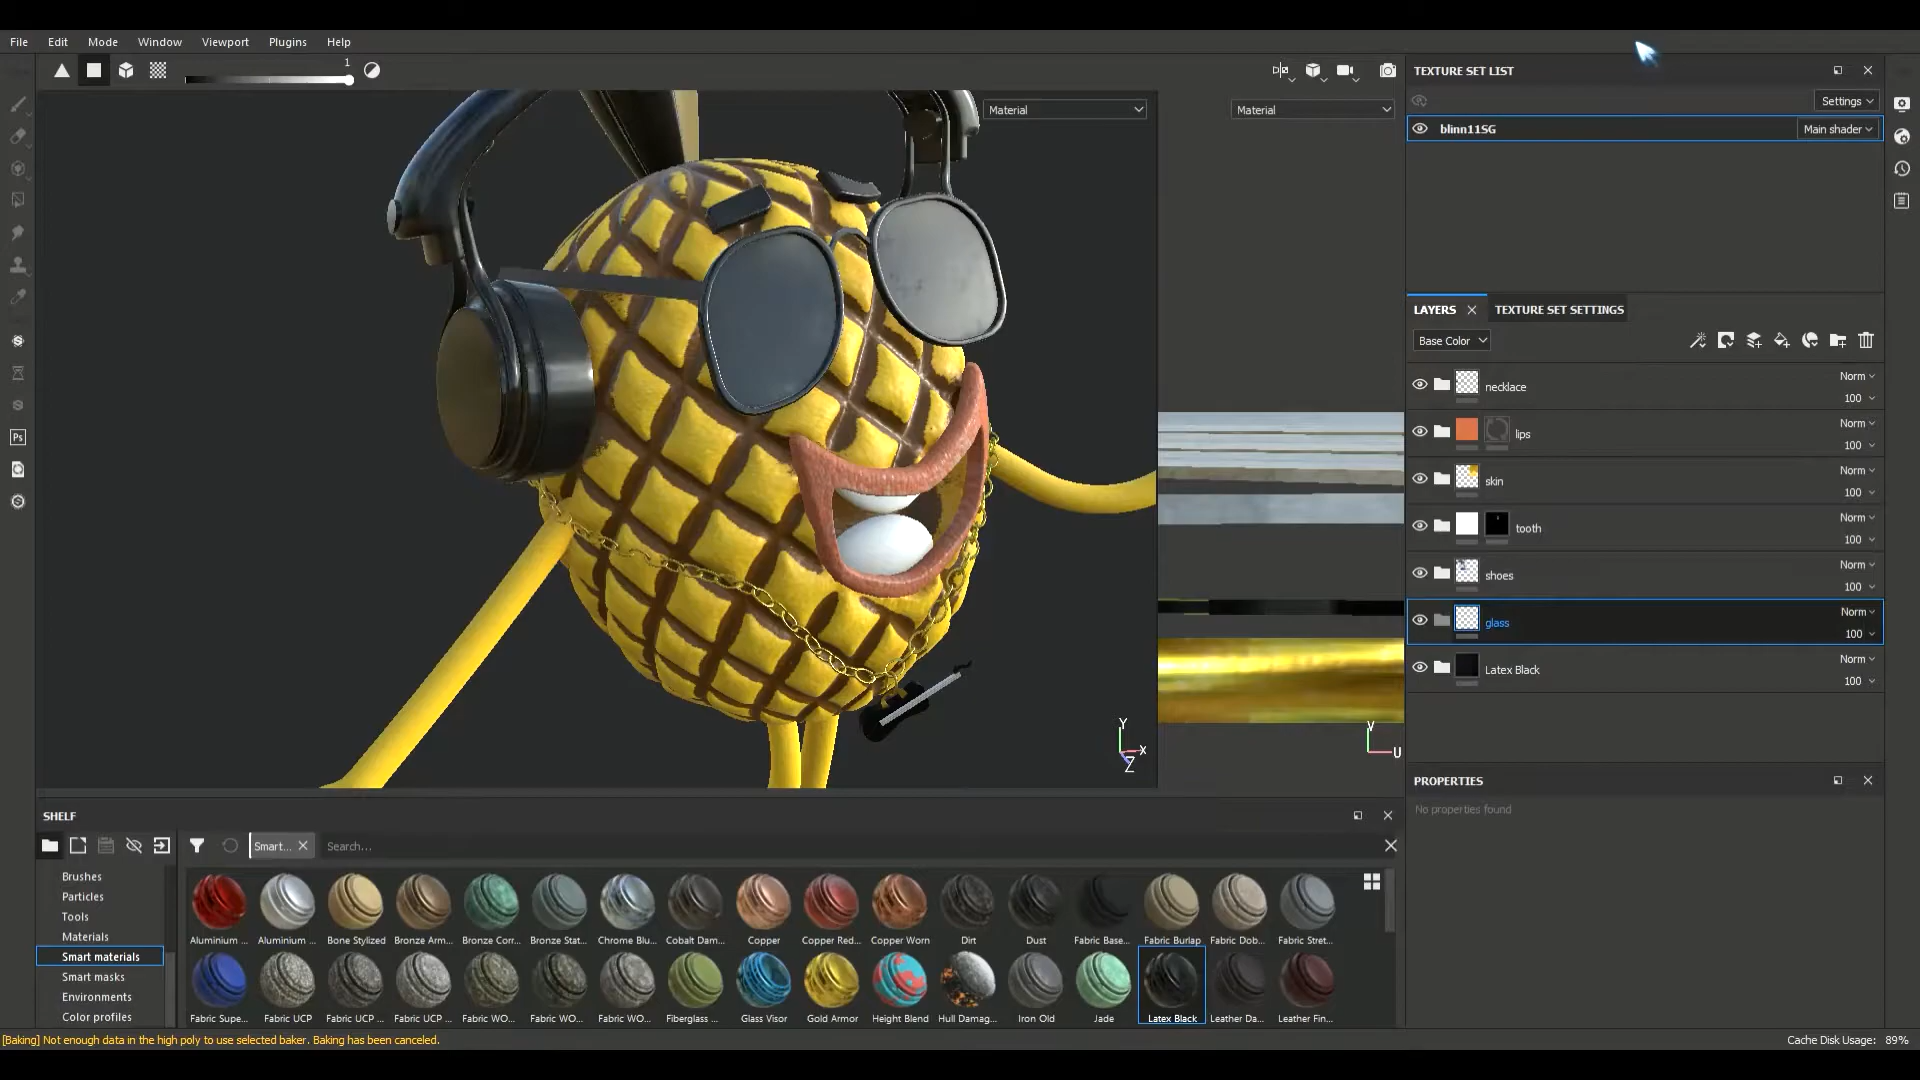 File Edit Mode Window Viewport Plugins Help
1
Material
Material
TEXTURE SET LIST
Settings
blinn11SG
Main shader
LAYERS
TEXTURE SET SETTINGS
Base Color
necklace
Norm
100
lips
Norm
100
skin
Norm
100
tooth
Norm
100
shoes
Norm
100
glass
Norm
100
Latex Black
Norm
100
Ps
Y
X
Z
V
U
PROPERTIES
No properties found
SHELF
Smart...
Search...
Brushes
Particles
Tools
Materials
Smart materials
Smart masks
Environments
Color profiles
Aluminium ... Aluminium ... Bone Stylized Bronze Arm... Bronze Corr... Bronze Stat... Chrome Blu... Cobalt Dam... Copper Copper Red... Copper Worn Dirt Dust Fabric Base... Fabric Burlap Fabric Dob... Fabric Stret...
Fabric Supe... Fabric UCP Fabric UCP ... Fabric UCP ... Fabric WO... Fabric WO... Fabric WO... Fiberglass ... Glass Visor Gold Armor Height Blend Hull Damag... Iron Old Jade Latex Black Leather Da... Leather Fin...
[Baking] Not enough data in the high poly to use selected baker. Baking has been canceled.
Cache Disk Usage: 89%